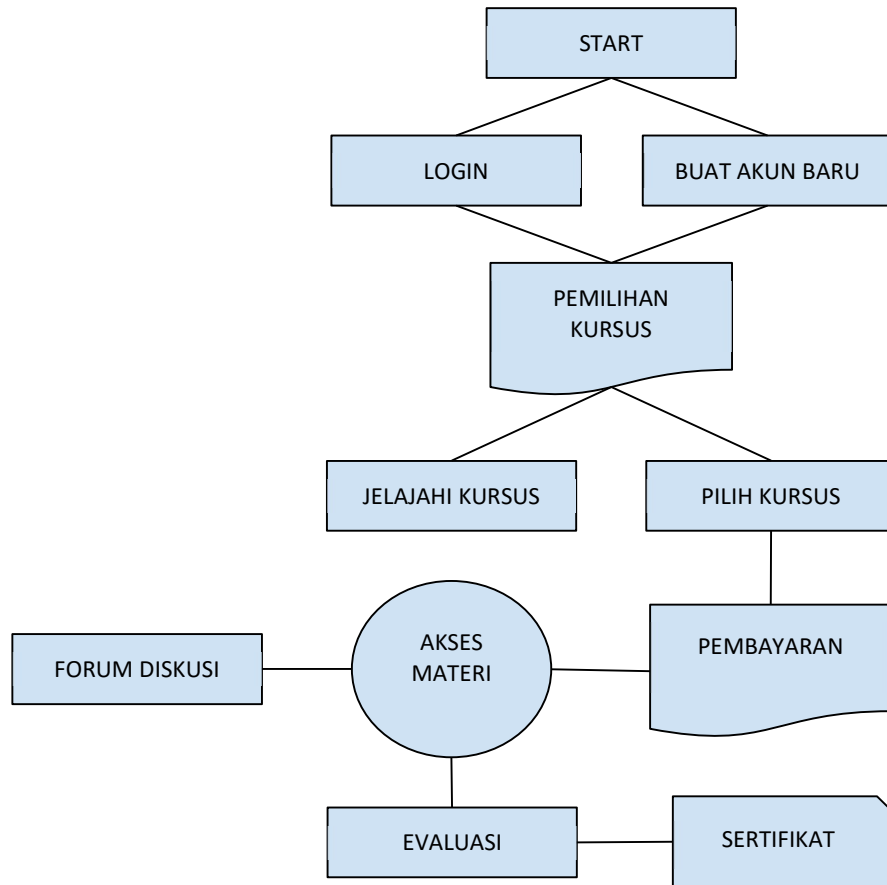 START
LOGIN
BUAT AKUN BARU
PEMILIHAN
KURSUS
JELAJAHI KURSUS
PILIH KURSUS
AKSES
MATERI
PEMBAYARAN
FORUM DISKUSI
EVALUASI
SERTIFIKAT